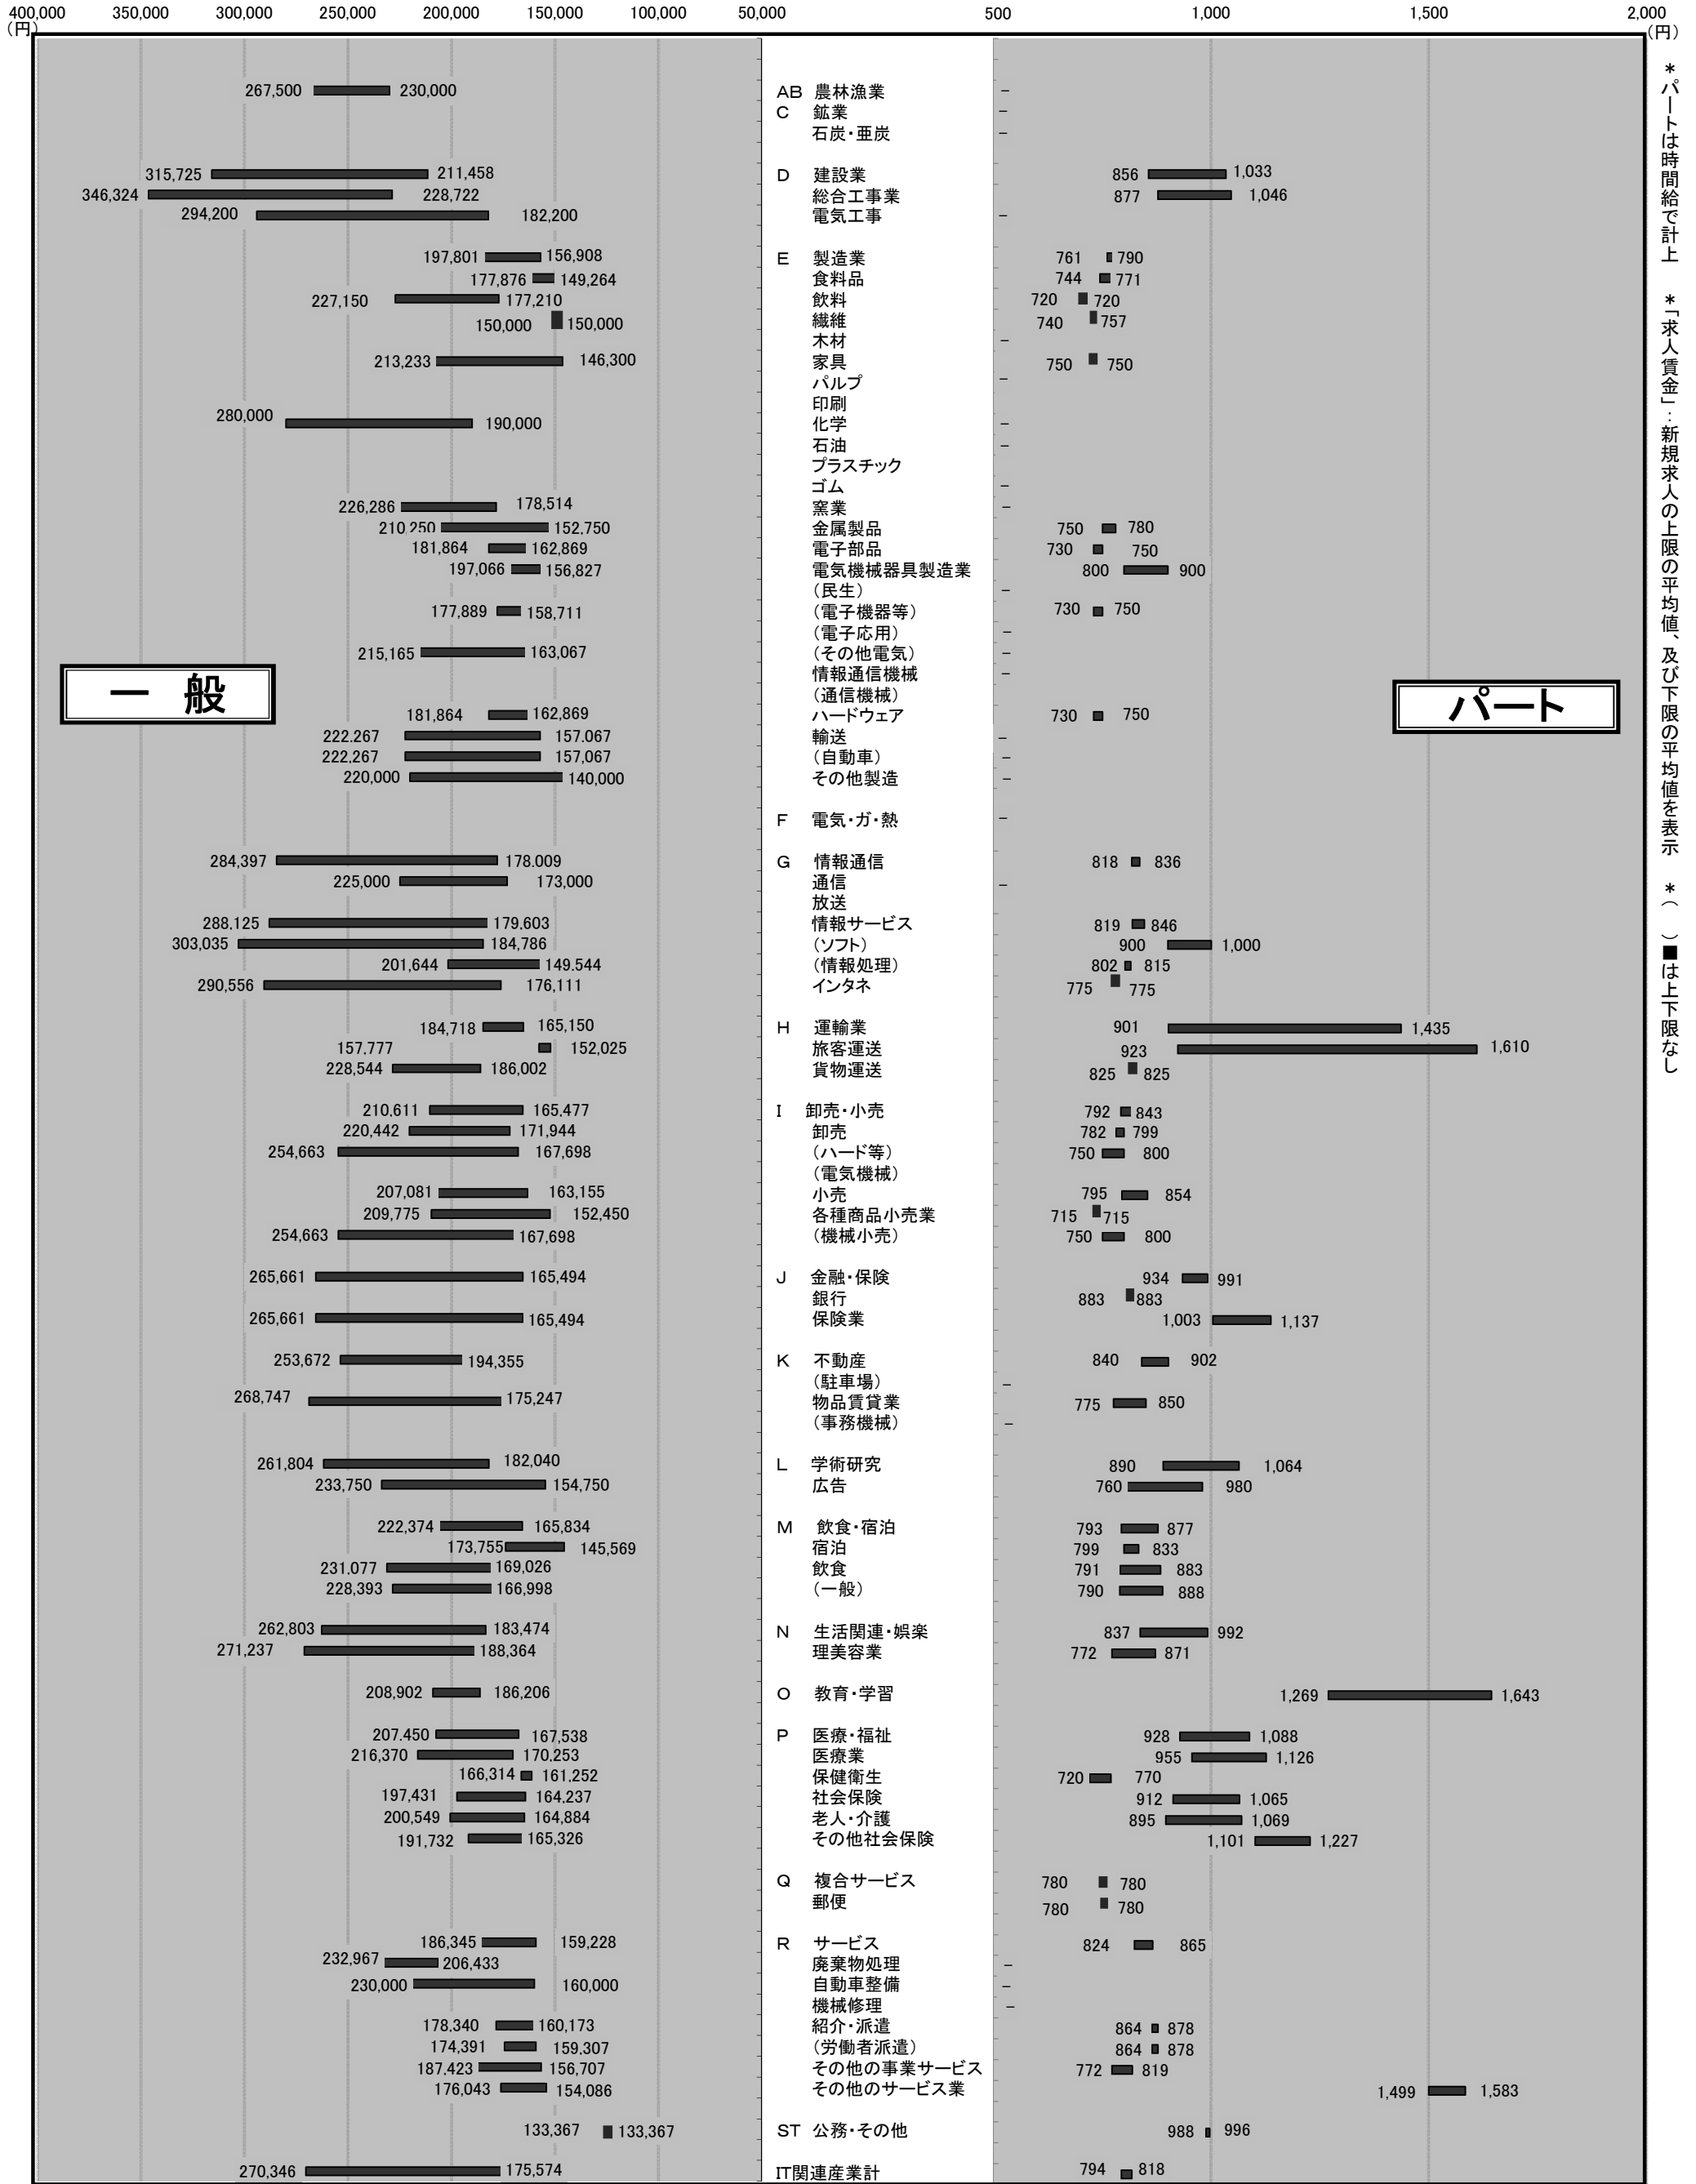 400,000 350,000 300,000 250,000 200,000 150,000 100,000 50,000 500 1,000 1,500 2,000
(円) (円)
267,500 230,000 AB 農林漁業 -
C 鉱業 -
石炭・亜炭 -
315,725 211,458 D 建設業 856 1,033
346,324 228,722 総合工事業 877 1,046
294,200 182,200 電気工事 -
197,801 156,908 E 製造業 761 790
177,876 149,264 食料品 744 771
227,150 177,210 飲料 720 720
150,000 150,000 繊維 740 757
木材 -
213,233 146,300 家具 750 750
パルプ -
印刷
280,000 190,000 化学 -
石油 -
プラスチック
ゴム -
226,286 178,514 窯業 -
210,250 152,750 金属製品 750 780
181,864 162,869 電子部品 730 750
197,066 156,827 電気機械器具製造業 800 900
(民生) -
177,889 158,711 (電子機器等) 730 750
(電子応用) -
215,165 163,067 (その他電気) -
情報通信機械 -
(通信機械)
一 般
パート
181,864 162,869 ハードウェア 730 750
222,267 157,067 輸送 -
222,267 157,067 (自動車) -
220,000 140,000 その他製造 -
F 電気・ガ・熱 -
284,397 178,009 G 情報通信 818 836
225,000 173,000 通信 -
放送
288,125 179,603 情報サービス 819 846
303,035 184,786 (ソフト) 900 1,000
201,644 149,544 (情報処理) 802 815
290,556 176,111 インタネ 775 775
184,718 165,150 H 運輸業 901 1,435
157,777 152,025 旅客運送 923 1,610
228,544 186,002 貨物運送 825 825
210,611 165,477 I 卸売・小売 792 843
220,442 171,944 卸売 782 799
254,663 167,698 (ハード等) 750 800
(電気機械)
207,081 163,155 小売 795 854
209,775 152,450 各種商品小売業 715 715
254,663 167,698 (機械小売) 750 800
265,661 165,494 J 金融・保険 934 991
銀行 883 883
265,661 165,494 保険業 1,003 1,137
253,672 194,355 K 不動産 840 902
(駐車場) -
268,747 175,247 物品賃貸業 775 850
(事務機械) -
261,804 182,040 L 学術研究 890 1,064
233,750 154,750 広告 760 980
222,374 165,834 M 飲食・宿泊 793 877
173,755 145,569 宿泊 799 833
231,077 169,026 飲食 791 883
228,393 166,998 (一般) 790 888
262,803 183,474 N 生活関連・娯楽 837 992
271,237 188,364 理美容業 772 871
208,902 186,206 O 教育・学習 1,269 1,643
207,450 167,538 P 医療・福祉 928 1,088
216,370 170,253 医療業 955 1,126
166,314 161,252 保健衛生 720 770
197,431 164,237 社会保険 912 1,065
200,549 164,884 老人・介護 895 1,069
191,732 165,326 その他社会保険 1,101 1,227
Q 複合サービス 780 780
郵便 780 780
186,345 159,228 R サービス 824 865
232,967 206,433 廃棄物処理 -
230,000 160,000 自動車整備 -
機械修理 -
178,340 160,173 紹介・派遣 864 878
174,391 159,307 (労働者派遣) 864 878
187,423 156,707 その他の事業サービス 772 819
176,043 154,086 その他のサービス業 1,499 1,583
133,367 133,367 ST 公務・その他 988 996
270,346 175,574 IT関連産業計 794 818
*パートは時間給で計上 *「求人賃金」:新規求人の上限の平均値、及び下限の平均値を表示 *( )■は上下限なし